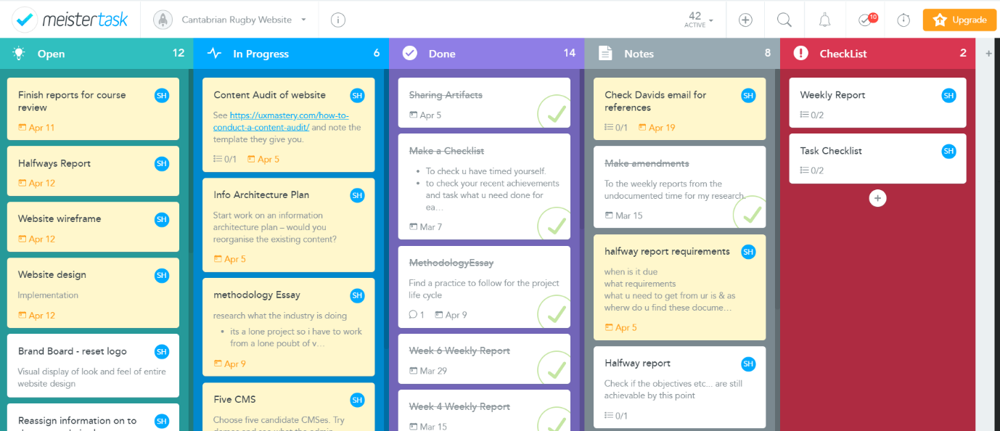 meistertask
Cantabrian Rugby Website
42
ACTIVE
10
Upgrade
Open 12
Finish reports for course
review
SH
Apr 11
Halfways Report
SH
Apr 12
Website wireframe
SH
Apr 12
Website design
SH
Implementation
Apr 12
Brand Board - reset logo
SH
Visual display of look and feel of entire
website design
Reassign information on to
SH
In Progress 6
Content Audit of website
SH
See https://uxmastery.com/how-to-
conduct-a-content-audit/ and note the
template they give you.
0/1 Apr 5
Info Architecture Plan
SH
Start work on an information
architecture plan – would you
reorganise the existing content?
Apr 5
methodology Essay
SH
research what the industry is doing
• its a lone project so i have to work
from a lone poubt of v…
Apr 9
Five CMS
SH
Choose five candidate CMSes. Try
Done 14
Sharing Artifacts
Apr 5
Make a Checklist
• To check u have timed yourself.
• to check your recent achievements
and task what u need done for
ea…
Mar 7
MethodologyEssay
Find a practice to follow for the project
life cycle
1 Apr 9
Week 6 Weekly Report
Mar 29
Week 4 Weekly Report
Mar 15
Notes 8
Check Davids email for
references
SH
0/1 Apr 19
Make amendments
To the weekly reports from the
undocumented time for my research.
Mar 15
halfway report requirements
SH
when is it due
what requirements
what u need to get from ur is & as
wherw do u find these docume…
Apr 5
Halfway report
SH
Check if the objectives etc... are still
achievable by this point
0/1
CheckList 2
Weekly Report
SH
0/2
Task Checklist
SH
0/2